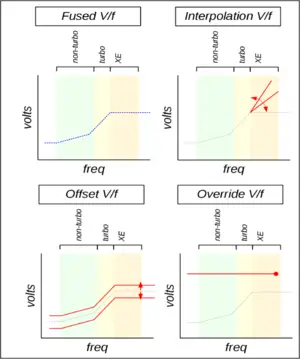 Fused V/f
non-turbo
turbo
XE
volts
freq
Interpolation V/f
non-turbo
turbo
XE
volts
freq
Offset V/f
non-turbo
turbo
XE
volts
freq
Override V/f
non-turbo
turbo
XE
volts
freq